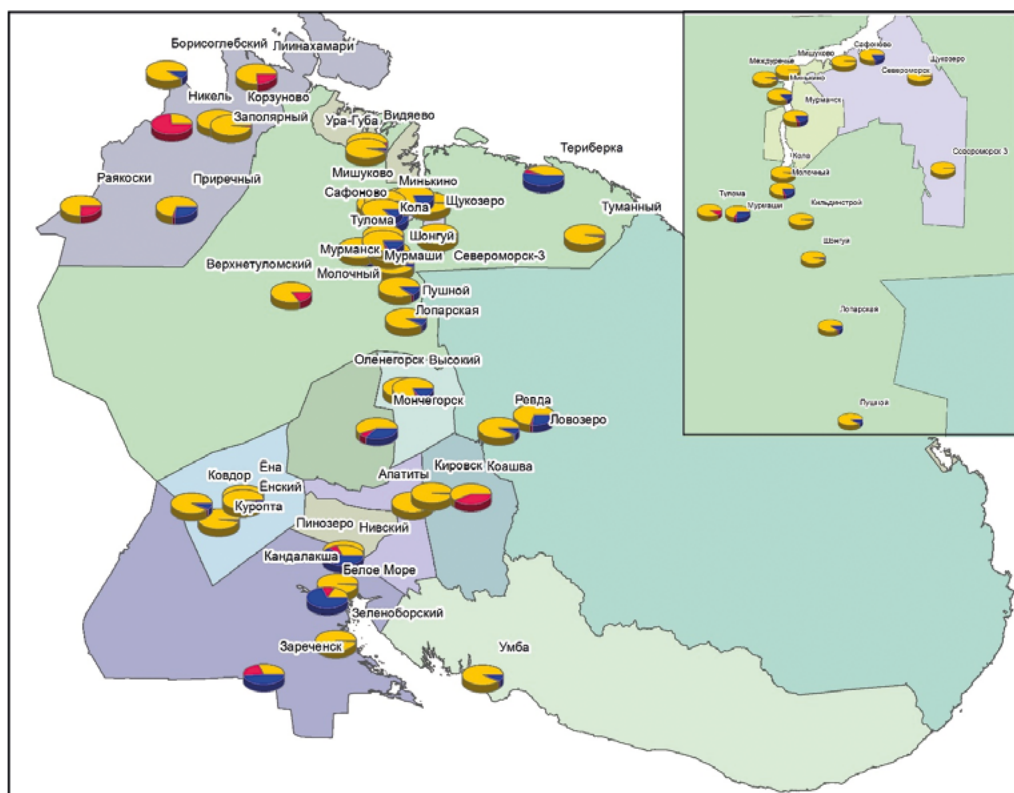 Борисоглебский
Лиинахамари
Никель
Корзуново
Заполярный
Ура-Губа
Видяево
Териберка
Раякоски
Приречный
Мишуково
Минькино
Сафоново
Кола
Щукозеро
Тулома
Туманный
Шонгуй
Мурманск
Мурмаши
Североморск-3
Верхнетуломский
Молочный
Пушной
Лопарская
Оленегорск
Высокий
Мончегорск
Ревда
Ловозеро
Ёна
Ковдор
Ёнский
Куропта
Апатиты
Кировск
Коашва
Пинозеро
Нивский
Кандалакша
Белое Море
Зеленоборский
Зареченск
Умба
Мишуково
Сафоново
Щукозеро
Междуречье
Североморск
Минькино
Мурманск
Кола
Молочный
Североморск 3
Тулома
Мурмаши
Кильдинстрой
Шонгуй
Лопарская
Пушной